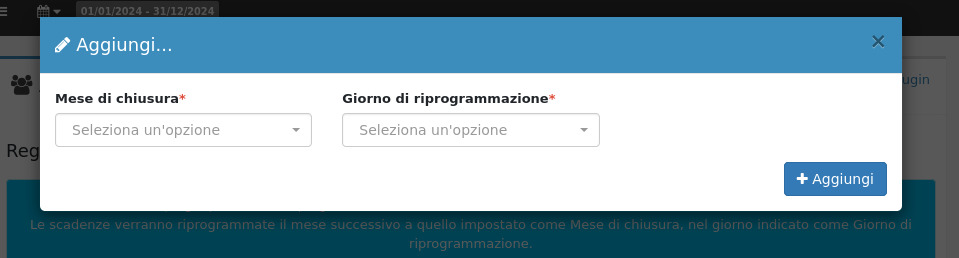 01/01/2024 - 31/12/2024
Aggiungi...
×
ugin
Mese di chiusura*
Giorno di riprogrammazione*
Seleziona un'opzione
Seleziona un'opzione
Reg
+ Aggiungi
Le scadenze verranno riprogrammate il mese successivo a quello impostato come Mese di chiusura, nel giorno indicato come Giorno di
riprogrammazione.